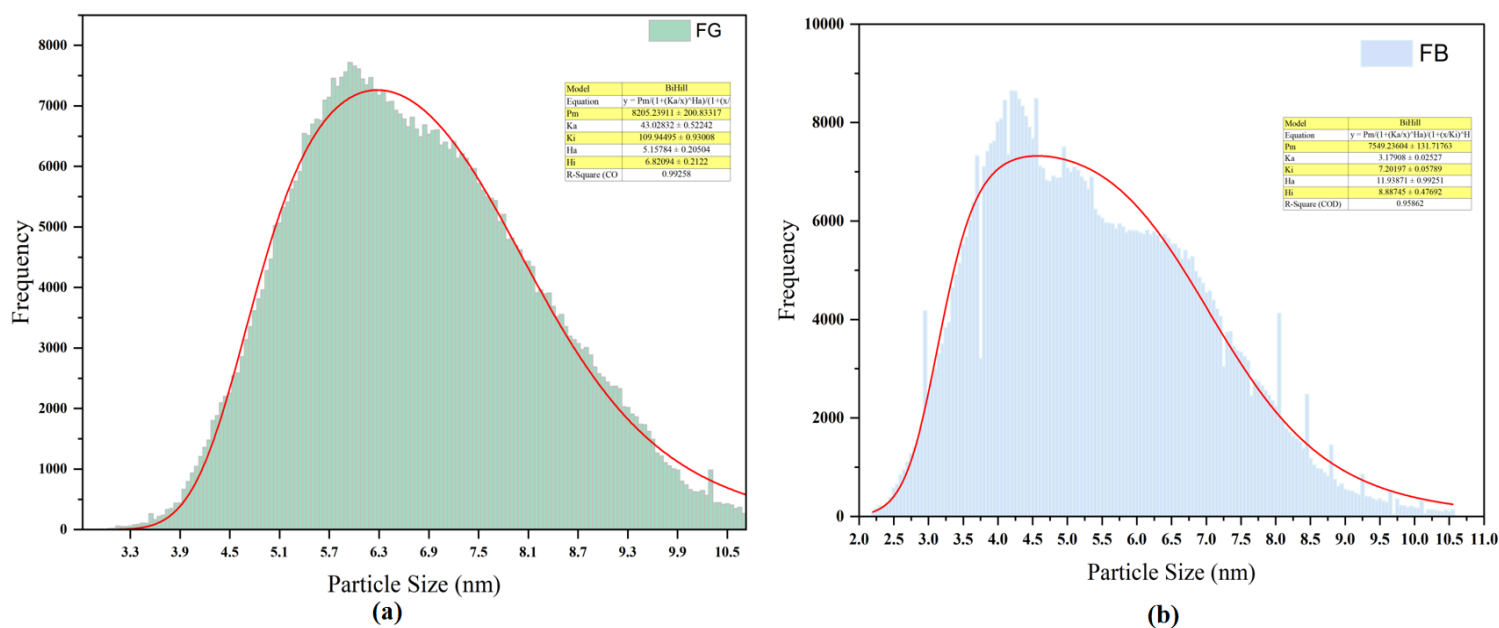 FG
Model BiHill
Equation y = Pm/(1+(Ka/x)^Ha)/(1+(x/
Pm 8205.23911 ± 200.83317
Ka 43.02832 ± 0.52242
Ki 109.94495 ± 0.93008
Ha 5.15784 ± 0.20504
Hi 6.82094 ± 0.2122
R-Square (CO 0.99258
Frequency
8000
7000
6000
5000
4000
3000
2000
1000
0
3.3 3.9 4.5 5.1 5.7 6.3 6.9 7.5 8.1 8.7 9.3 9.9 10.5
Particle Size (nm)
(a)
FB
Model BiHill
Equation y = Pm/(1+(Ka/x)^Ha)/(1+(x/Ki)^H
Pm 7549.23604 ± 131.71763
Ka 3.17908 ± 0.02527
Ki 7.20197 ± 0.05789
Ha 11.93871 ± 0.99251
Hi 8.88745 ± 0.47692
R-Square (COD) 0.95862
Frequency
10000
8000
6000
4000
2000
0
2.0 2.5 3.0 3.5 4.0 4.5 5.0 5.5 6.0 6.5 7.0 7.5 8.0 8.5 9.0 9.5 10.0 10.5 11.0
Particle Size (nm)
(b)